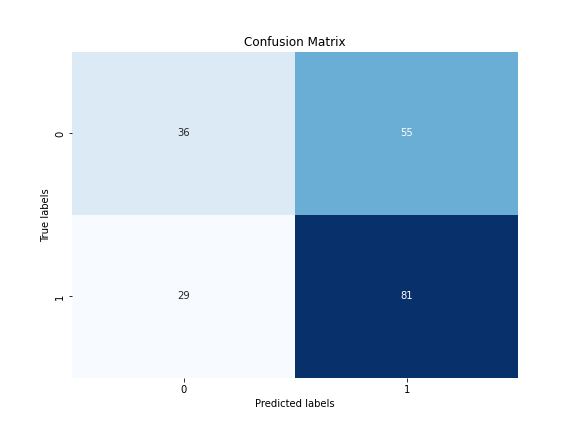 Confusion Matrix
0
36
55
True labels
1
29
81
0
1
Predicted labels